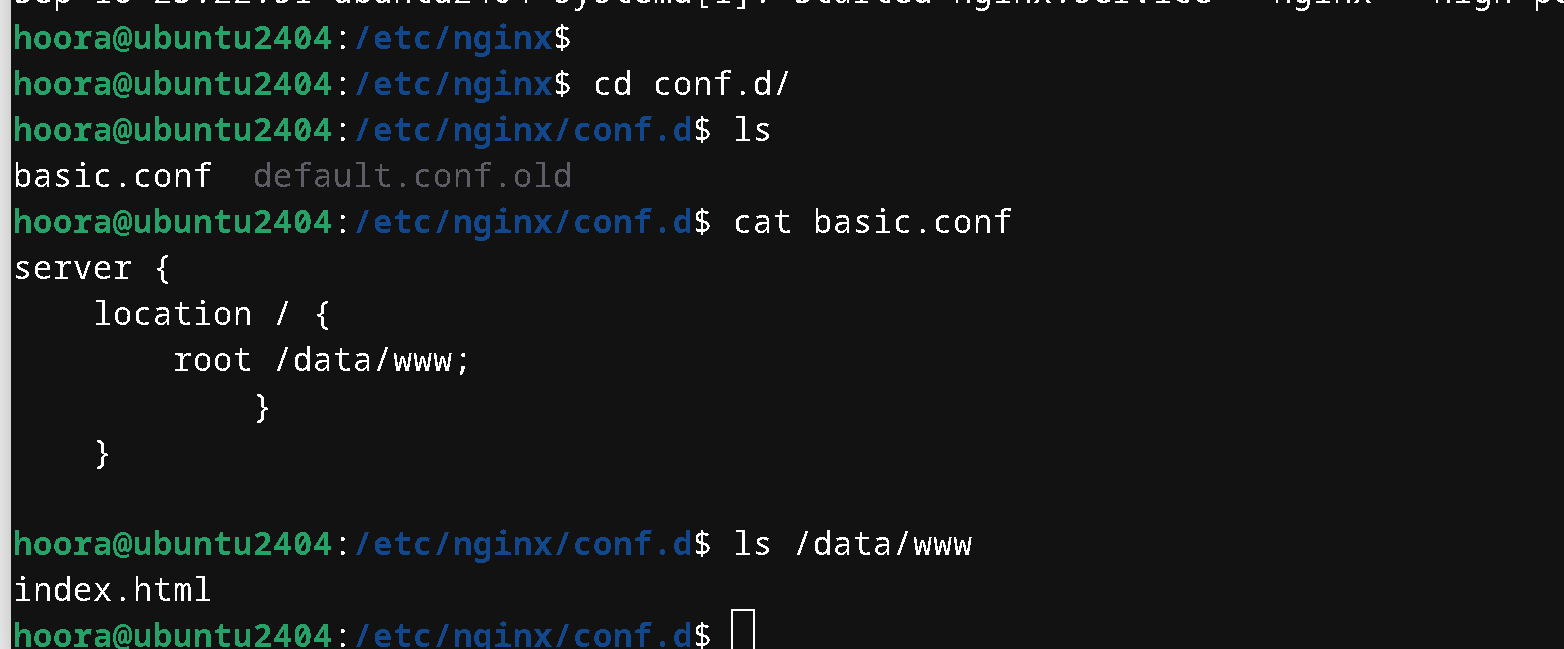 hoora@ubuntu2404:/etc/nginx$
hoora@ubuntu2404:/etc/nginx$ cd conf.d/
hoora@ubuntu2404:/etc/nginx/conf.d$ ls
basic.conf  default.conf.old
hoora@ubuntu2404:/etc/nginx/conf.d$ cat basic.conf
server {
    location / {
        root /data/www;
            }
    }
hoora@ubuntu2404:/etc/nginx/conf.d$ ls /data/www
index.html
hoora@ubuntu2404:/etc/nginx/conf.d$